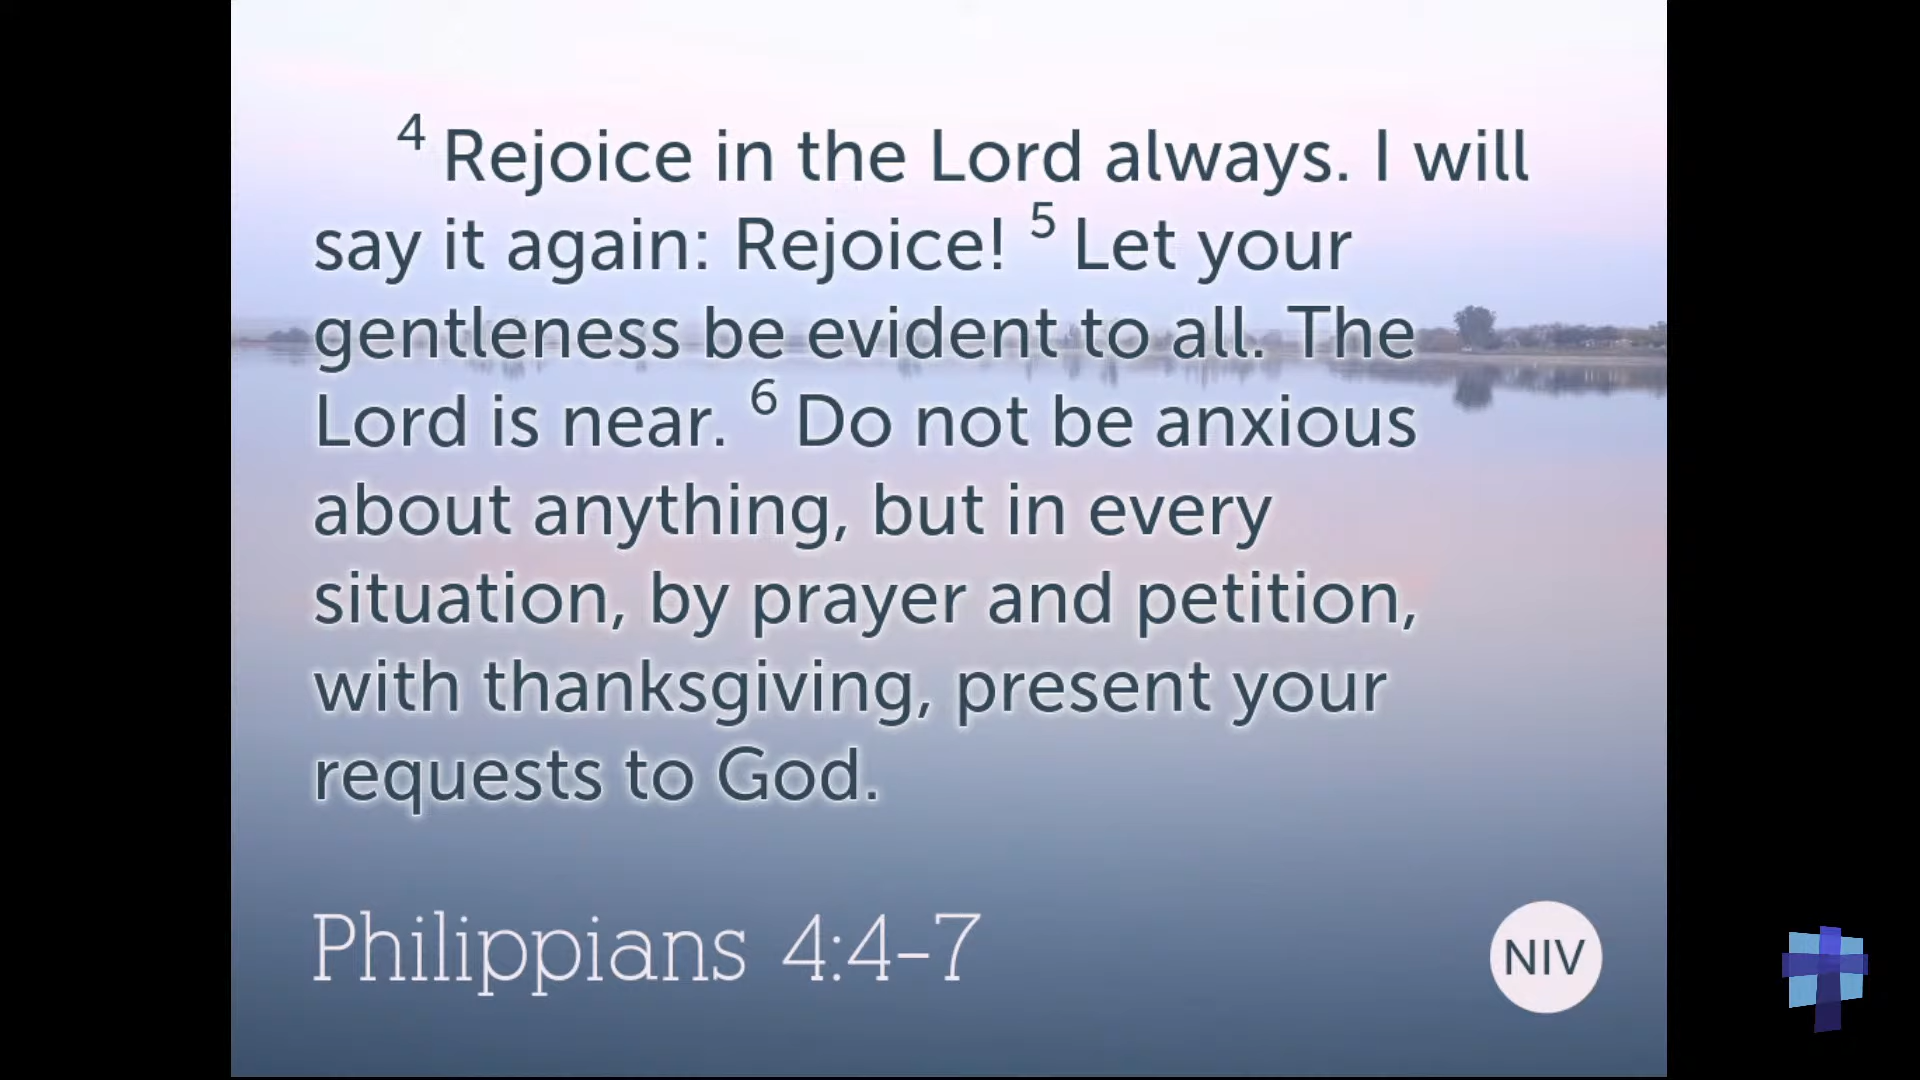 4 Rejoice in the Lord always. I will
say it again: Rejoice! 5 Let your
gentleness be evident to all. The
Lord is near. 6 Do not be anxious
about anything, but in every
situation, by prayer and petition,
with thanksgiving, present your
requests to God.
Philippians 4:4–7
NIV